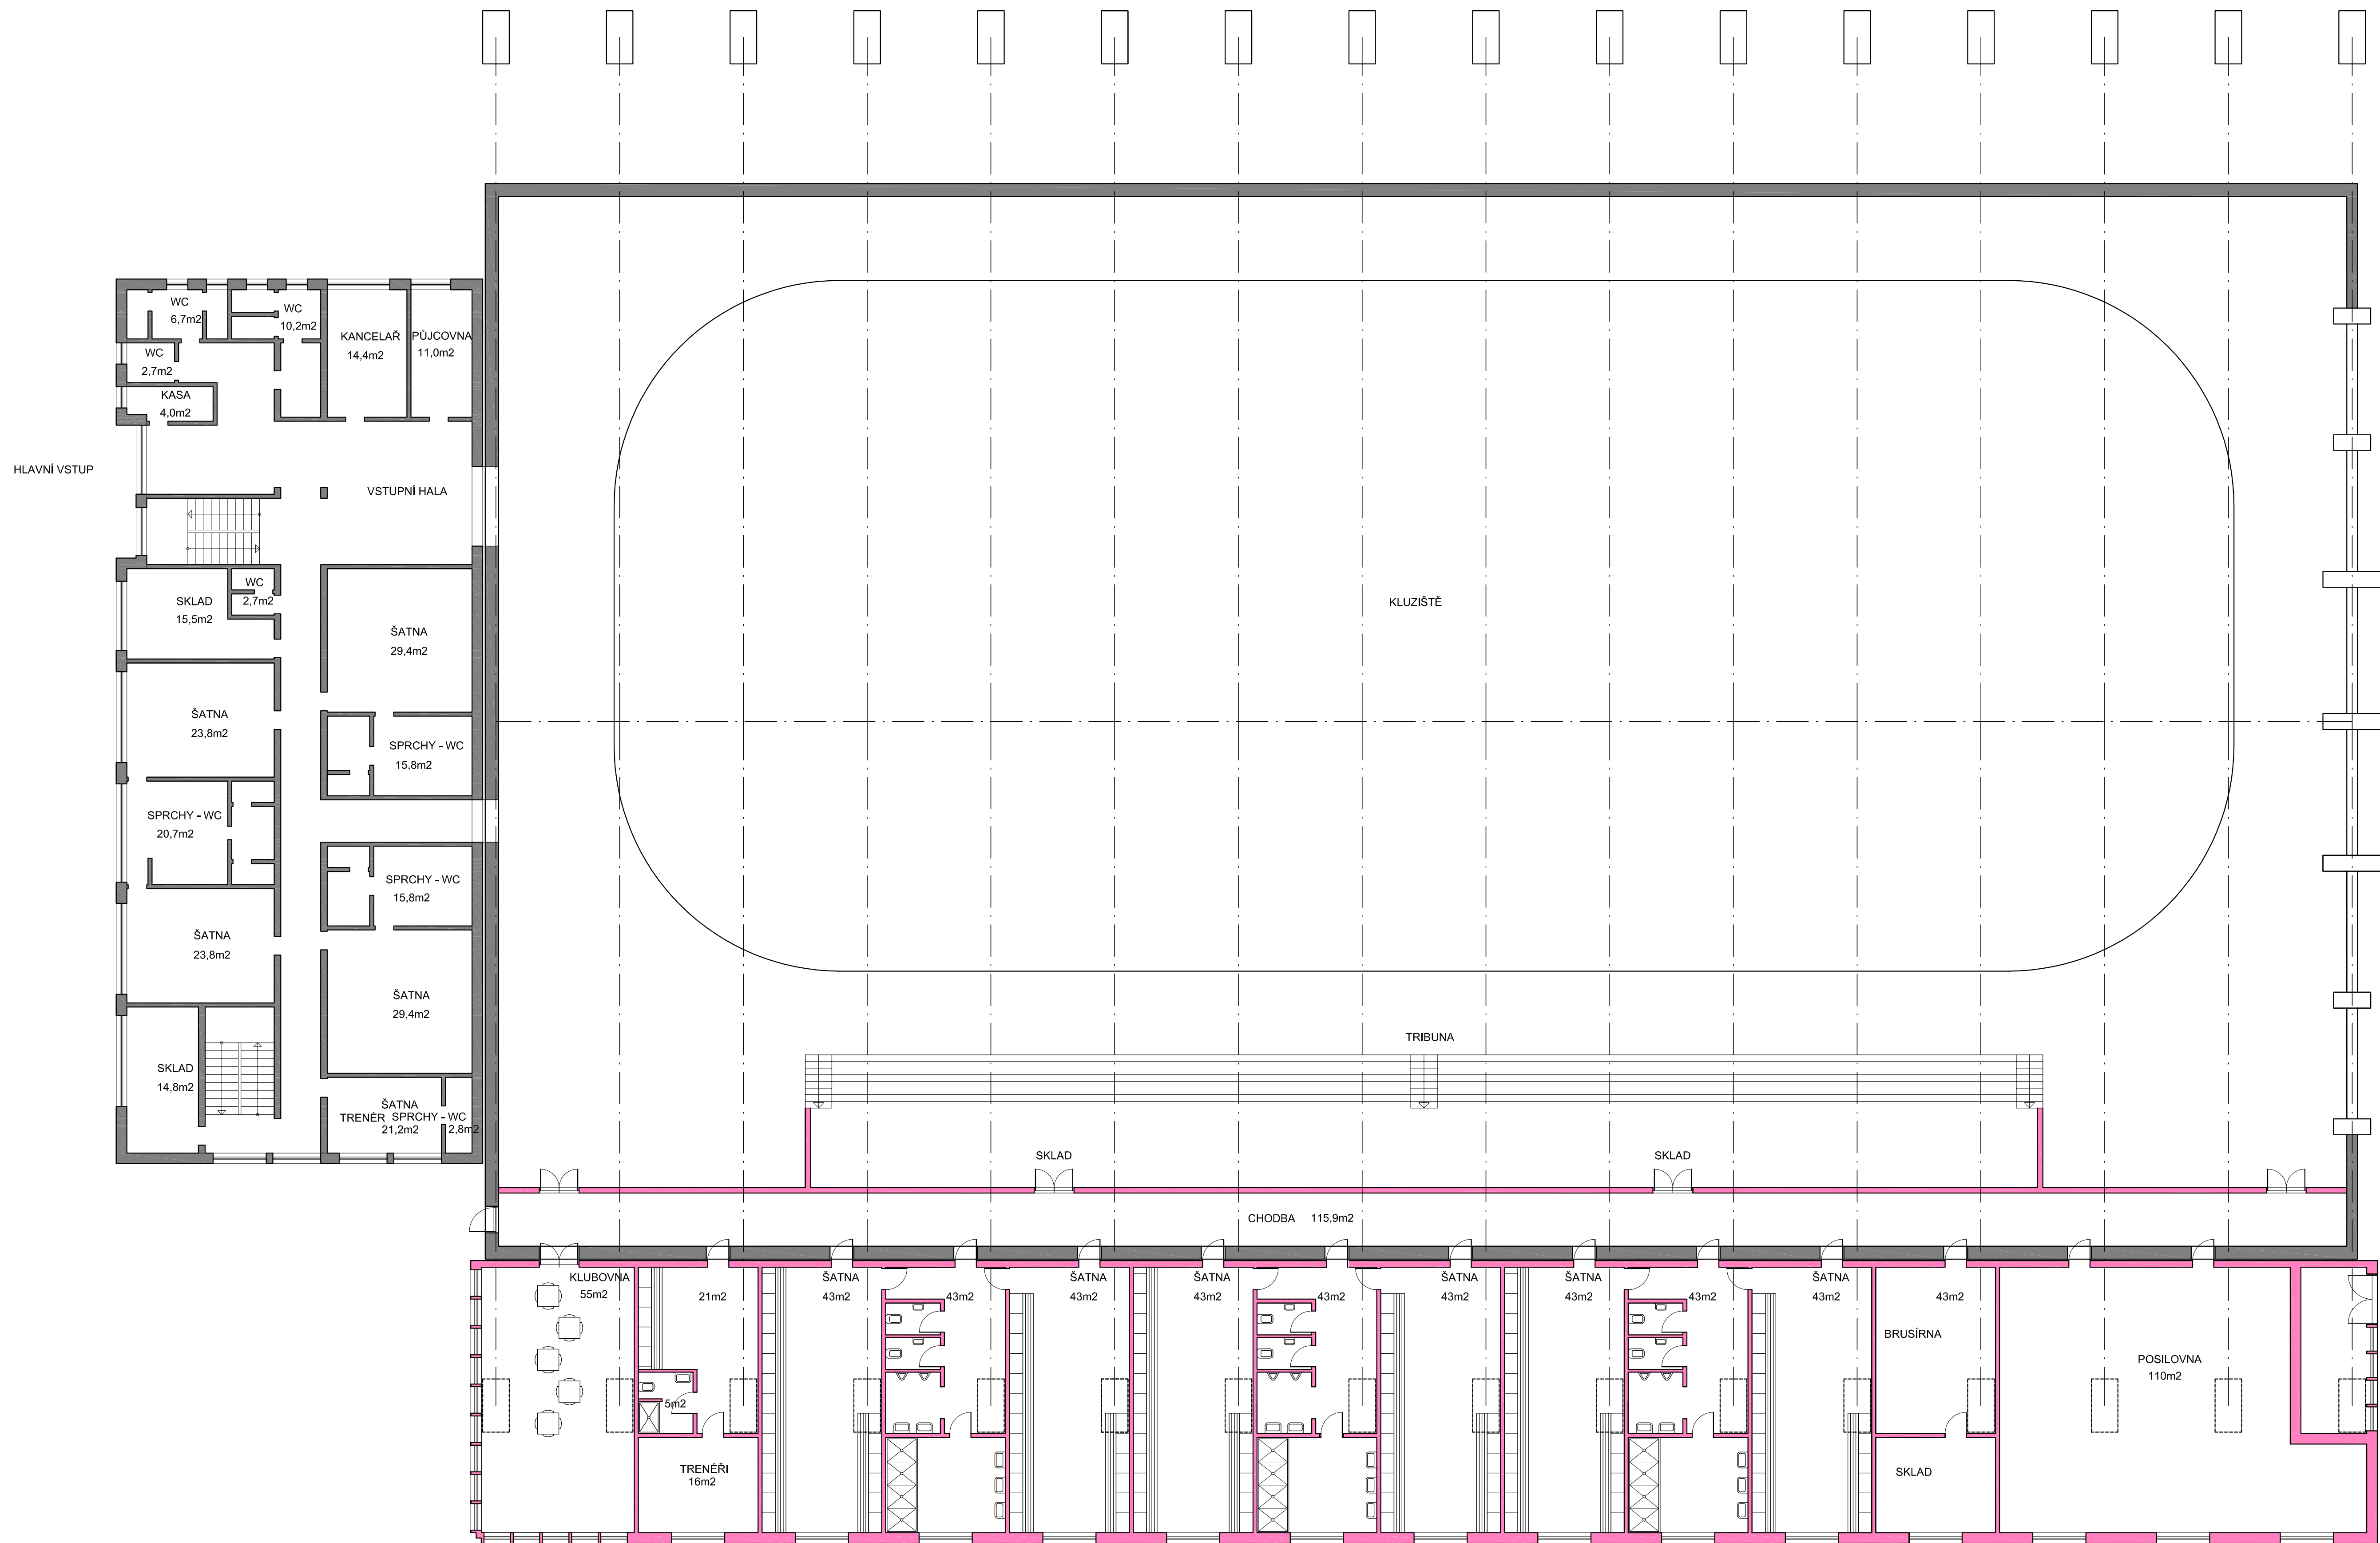 WC
6,7m2
WC
10,2m2
KANCELAŘ
14,4m2
PŮJCOVNA
11,0m2
WC
2,7m2
KASA
4,0m2
HLAVNÍ VSTUP
VSTUPNÍ HALA
WC
2,7m2
SKLAD
15,5m2
ŠATNA
29,4m2
KLUZIŠTĚ
ŠATNA
23,8m2
SPRCHY - WC
15,8m2
SPRCHY - WC
20,7m2
SPRCHY - WC
15,8m2
ŠATNA
23,8m2
ŠATNA
29,4m2
SKLAD
14,8m2
ŠATNA
TRENÉR
21,2m2
SPRCHY - WC
2,8m2
TRIBUNA
SKLAD
SKLAD
CHODBA 115,9m2
KLUBOVNA
55m2
21m2
ŠATNA
43m2
43m2
ŠATNA
43m2
ŠATNA
43m2
43m2
ŠATNA
43m2
ŠATNA
43m2
43m2
ŠATNA
43m2
43m2
BRUSÍRNA
POSILOVNA
110m2
5m2
TRENÉŘI
16m2
SKLAD